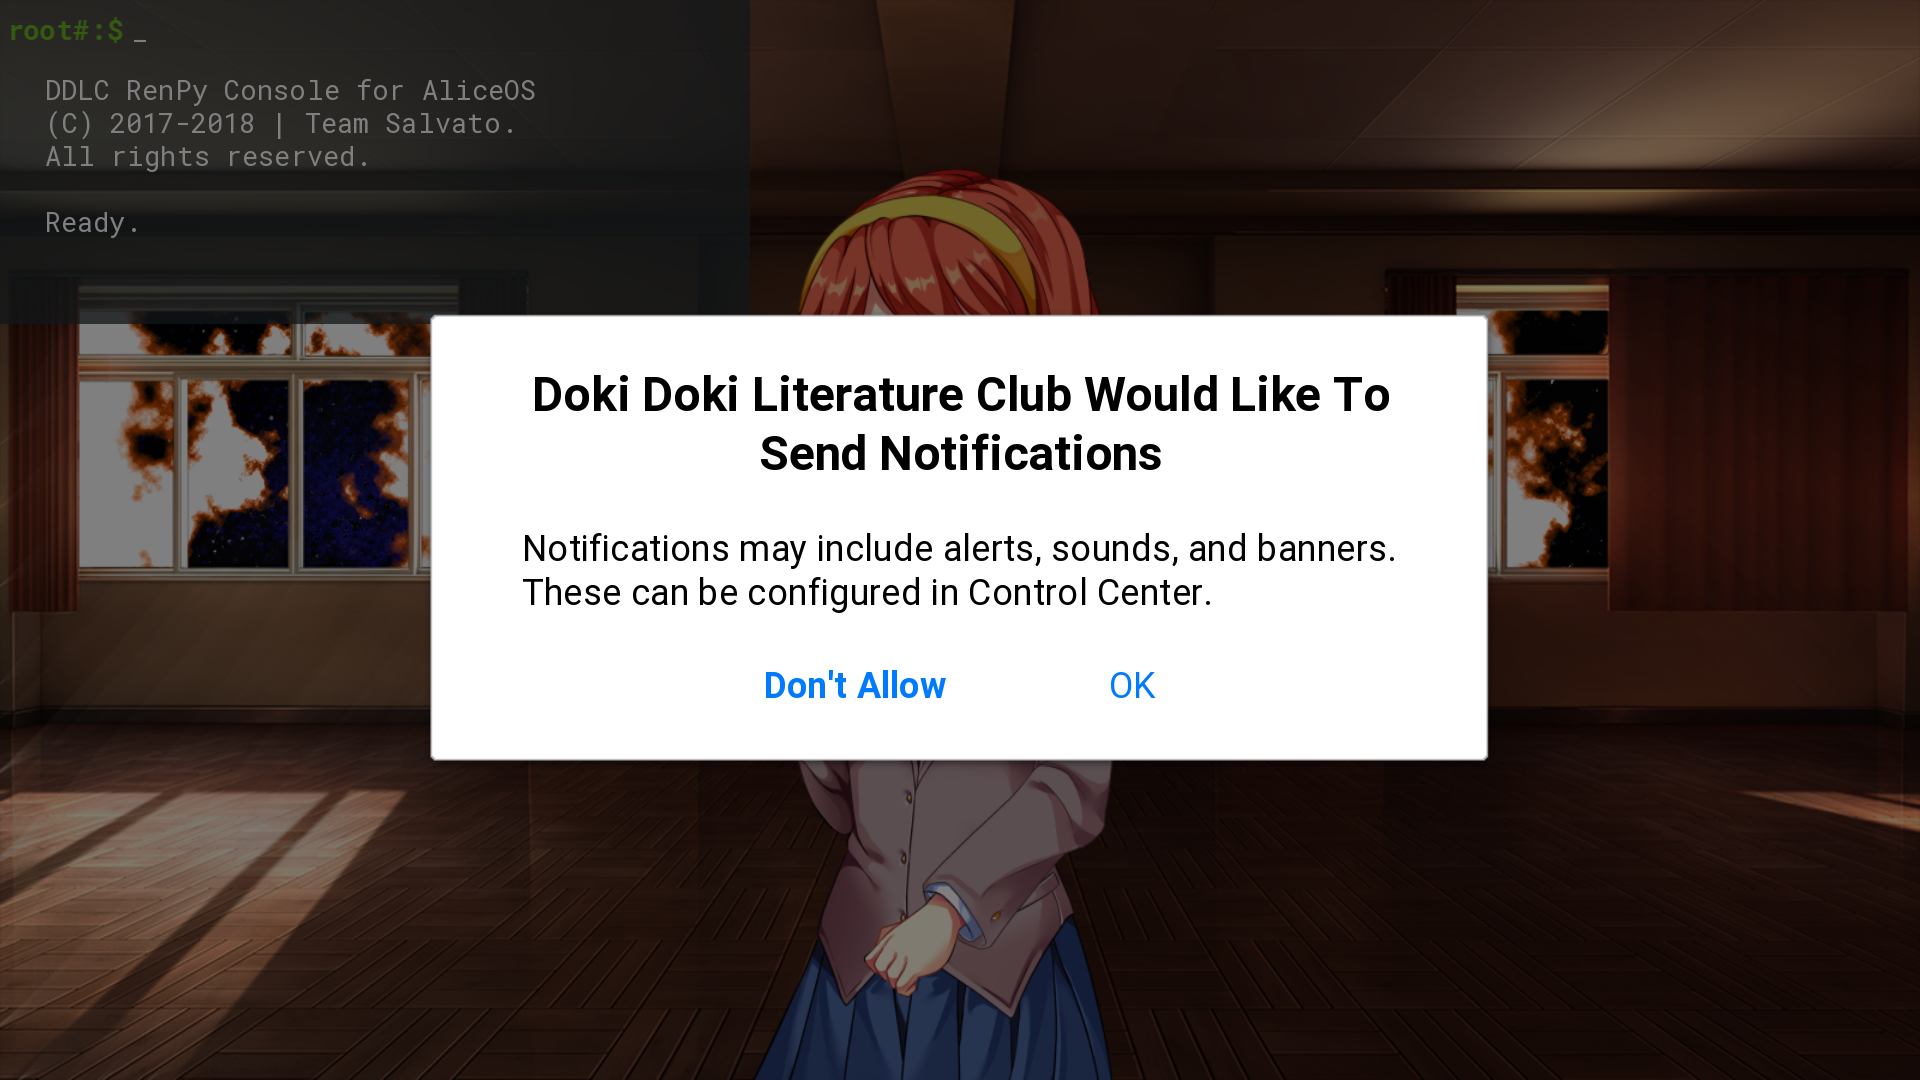 root#:$ _
DDLC RenPy Console for AliceOS
(C) 2017-2018 | Team Salvato.
All rights reserved.
Ready.
Doki Doki Literature Club Would Like To
Send Notifications
Notifications may include alerts, sounds, and banners.
These can be configured in Control Center.
Don't Allow
OK